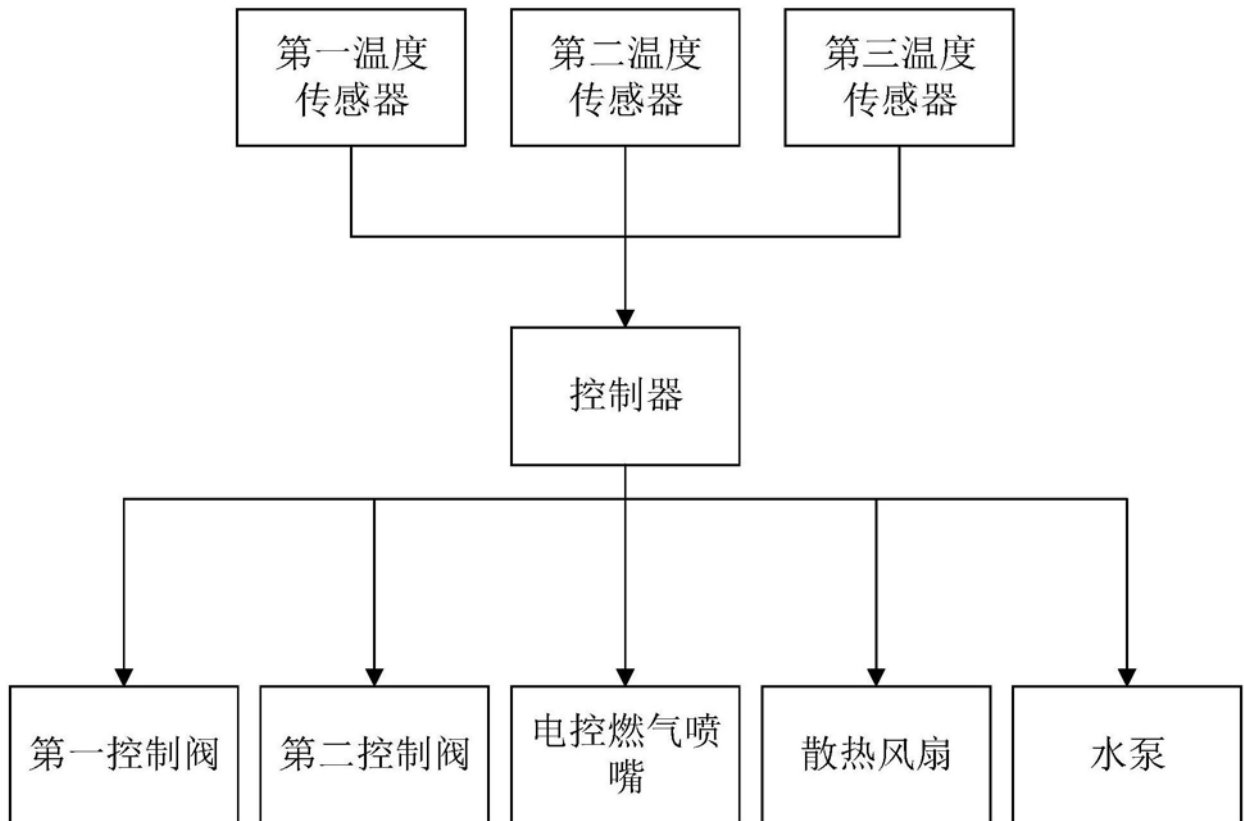 第一温度
传感器
第二温度
传感器
第三温度
传感器
控制器
第一控制阀
第二控制阀
电控燃气喷
嘴
散热风扇
水泵